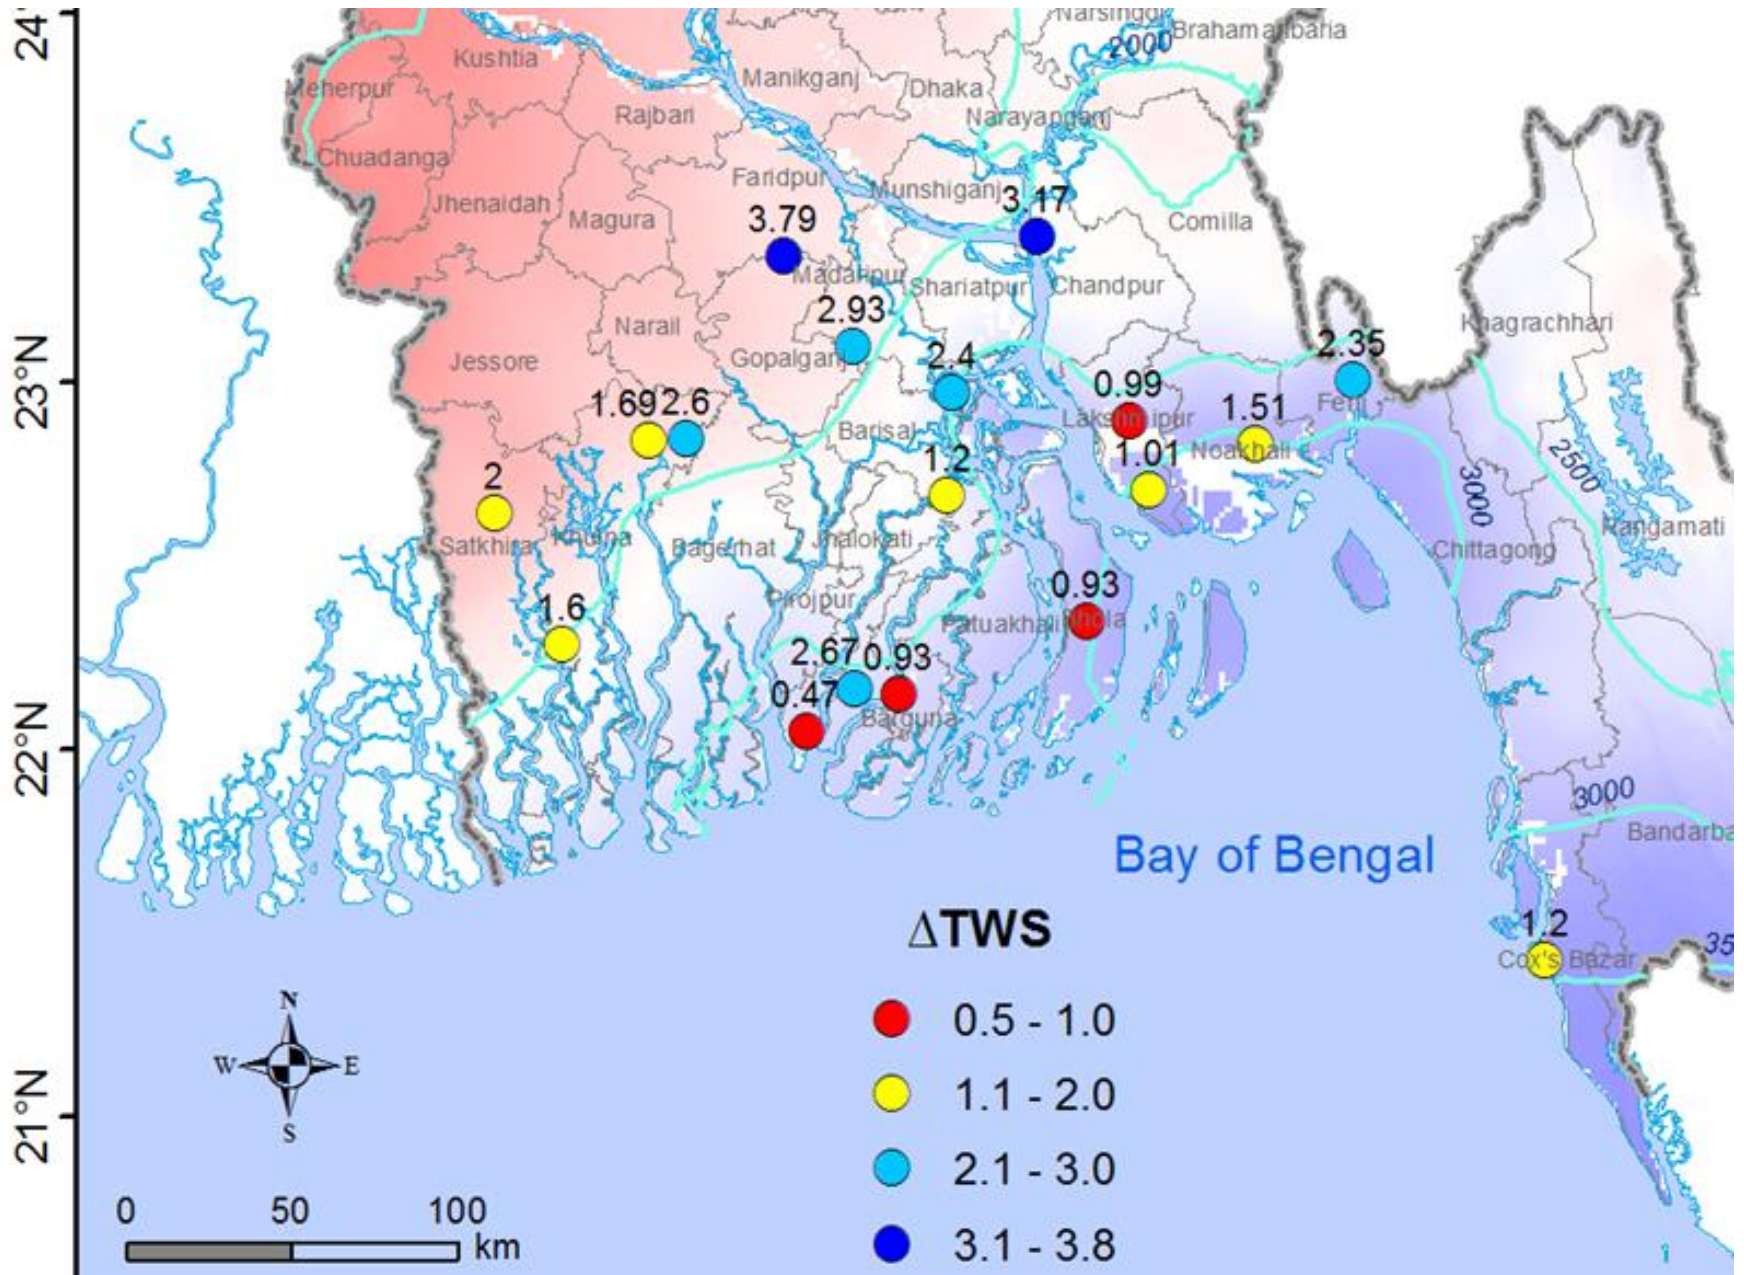 24
Narsingd
Brahamanbaria
2000
Kushtia
Meherpur
Manikganj
Dhaka
Rajbari
Narayanganj
Chuadanga
Faridpur
Munshiganj
Jhenaidah
Magura
3.79
3.17
Comilla
Madaripur
Shariatpur
Chandpur
2.93
Narail
Khagrachhari
23°N
Jessore
Gopalganj
2.4
2.35
1.69
2.6
0.99
Lakshmipur
1.51
Feni
Barisal
1.2
1.01
Noakhali
2500
2
3000
Satkhira
Khulna
Bagerhat
Jhalokati
Chittagong
Rangamati
1.6
Pirojpur
0.93
Patuakhali
Bhola
2.67
0.93
0.47
Barguna
22°N
3000
Bandarba
Bay of Bengal
ΔTWS
1.2
35
Cox's Bazar
N
W
E
S
0.5 - 1.0
1.1 - 2.0
21°N
2.1 - 3.0
0
50
100
km
3.1 - 3.8